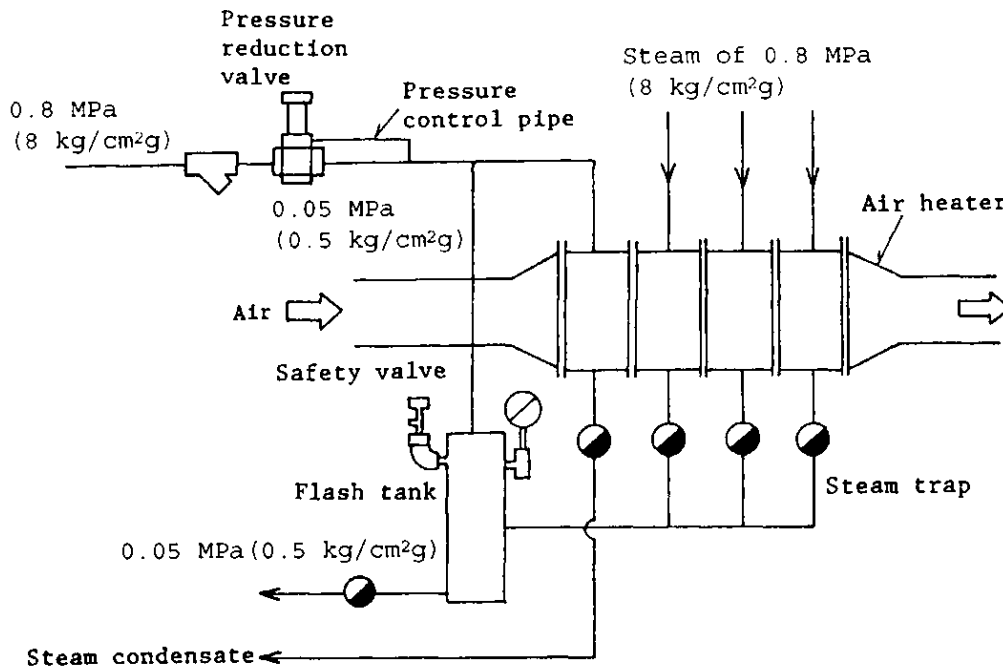 Pressure
reduction
valve
0.8 MPa
(8 kg/cm²g)
Pressure
control pipe
Steam of 0.8 MPa
(8 kg/cm²g)
0.05 MPa
(0.5 kg/cm²g)
Air heater
Air
Safety valve
Flash tank
Steam trap
0.05 MPa(0.5 kg/cm²g)
Steam condensate